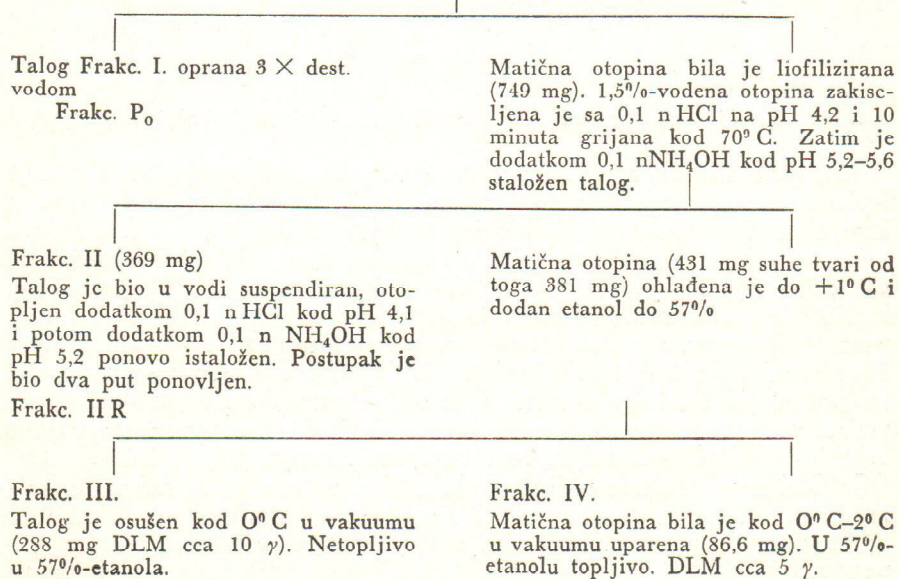 Talog Frakc. I. oprana 3 × dest.
vodom
Frakc. P₀
Matična otopina bila je liofilizirana
(749 mg). 1,5%-vodena otopina zakise-
ljena je sa 0,1 n HCl na pH 4,2 i 10
minuta grijana kod 70° C. Zatim je
dodatkom 0,1 nNH₄OH kod pH 5,2–5,6
staložen talog.
Frakc. II (369 mg)
Talog je bio u vodi suspendiran, oto-
pljen dodatkom 0,1 n HCl kod pH 4,1
i potom dodatkom 0,1 n NH₄OH kod
pH 5,2 ponovo istaložen. Postupak je
bio dva put ponovljen.
Frakc. II R
Matična otopina (431 mg suhe tvari od
toga 381 mg) ohlađena je do +1° C i
dodan etanol do 57%
Frakc. III.
Talog je osušen kod O° C u vakuumu
(288 mg DLM cca 10 γ). Netopljivo
u 57%-etanola.
Frakc. IV.
Matična otopina bila je kod O° C–2° C
u vakuumu uparena (86,6 mg). U 57%-
etanolu topljivo. DLM cca 5 γ.